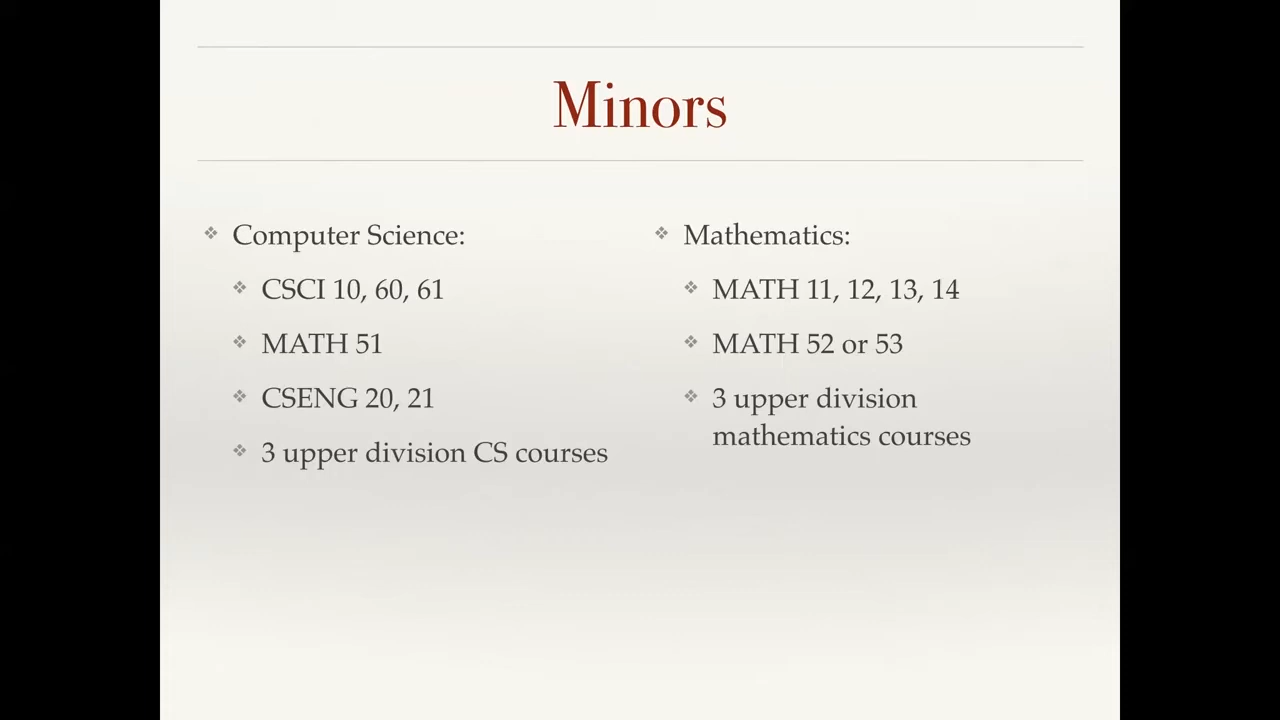 Minors
Computer Science:
CSCI 10, 60, 61
MATH 51
CSENG 20, 21
3 upper division CS courses
Mathematics:
MATH 11, 12, 13, 14
MATH 52 or 53
3 upper division
mathematics courses